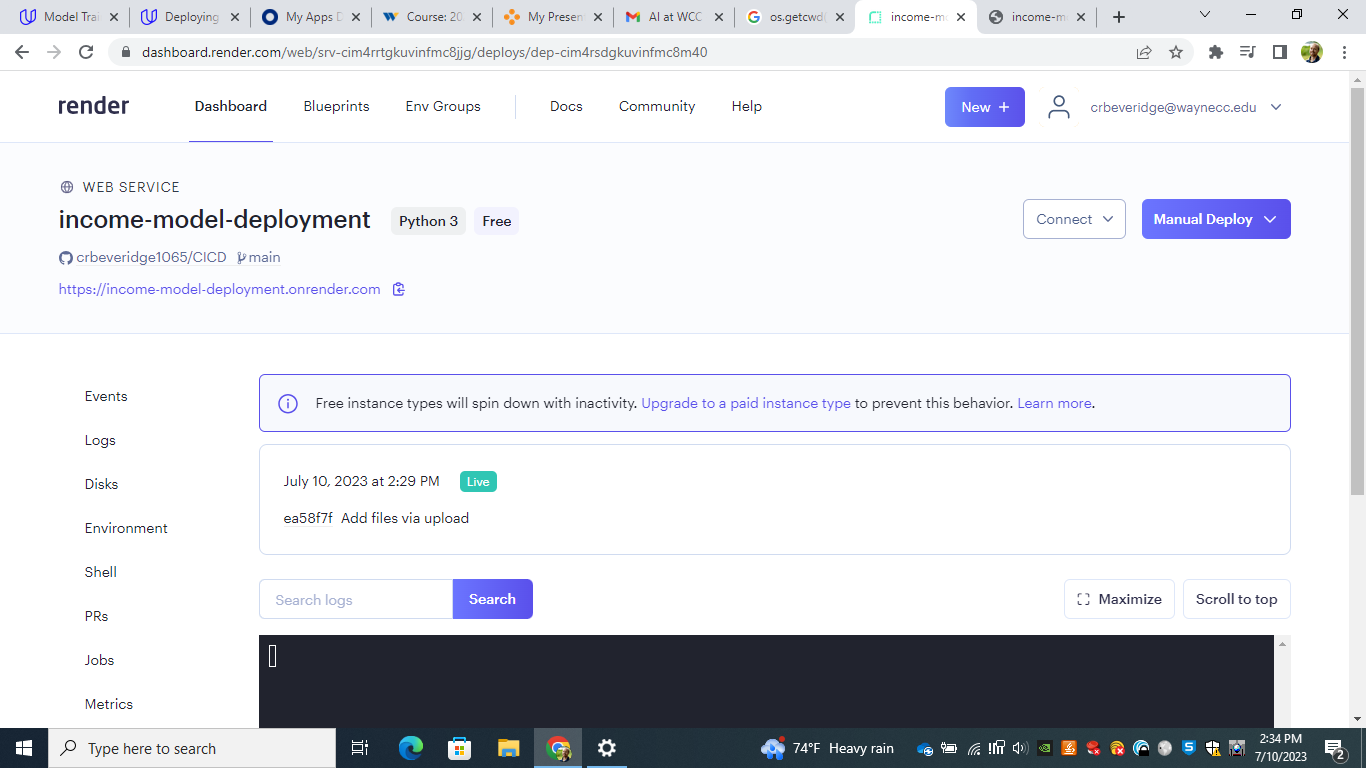 Model Trai
Deploying
My Apps D
Course: 20
My Presen
AI at WCC
os.getcwd(
income-m
income-m
dashboard.render.com/web/srv-cim4rrtgkuvinfmc8jjg/deploys/dep-cim4rsdgkuvinfmc8m40
render Dashboard Blueprints Env Groups Docs Community Help New + crbeveridge@waynecc.edu
WEB SERVICE
income-model-deployment Python 3 Free
Connect Manual Deploy
crbeveridge1065/CICD main
https://income-model-deployment.onrender.com
Events
Logs
Disks
Environment
Shell
PRs
Jobs
Metrics
Free instance types will spin down with inactivity. Upgrade to a paid instance type to prevent this behavior. Learn more.
July 10, 2023 at 2:29 PM Live
ea58f7f Add files via upload
Search logs Search Maximize Scroll to top
Type here to search
74°F Heavy rain
2:34 PM
7/10/2023
2